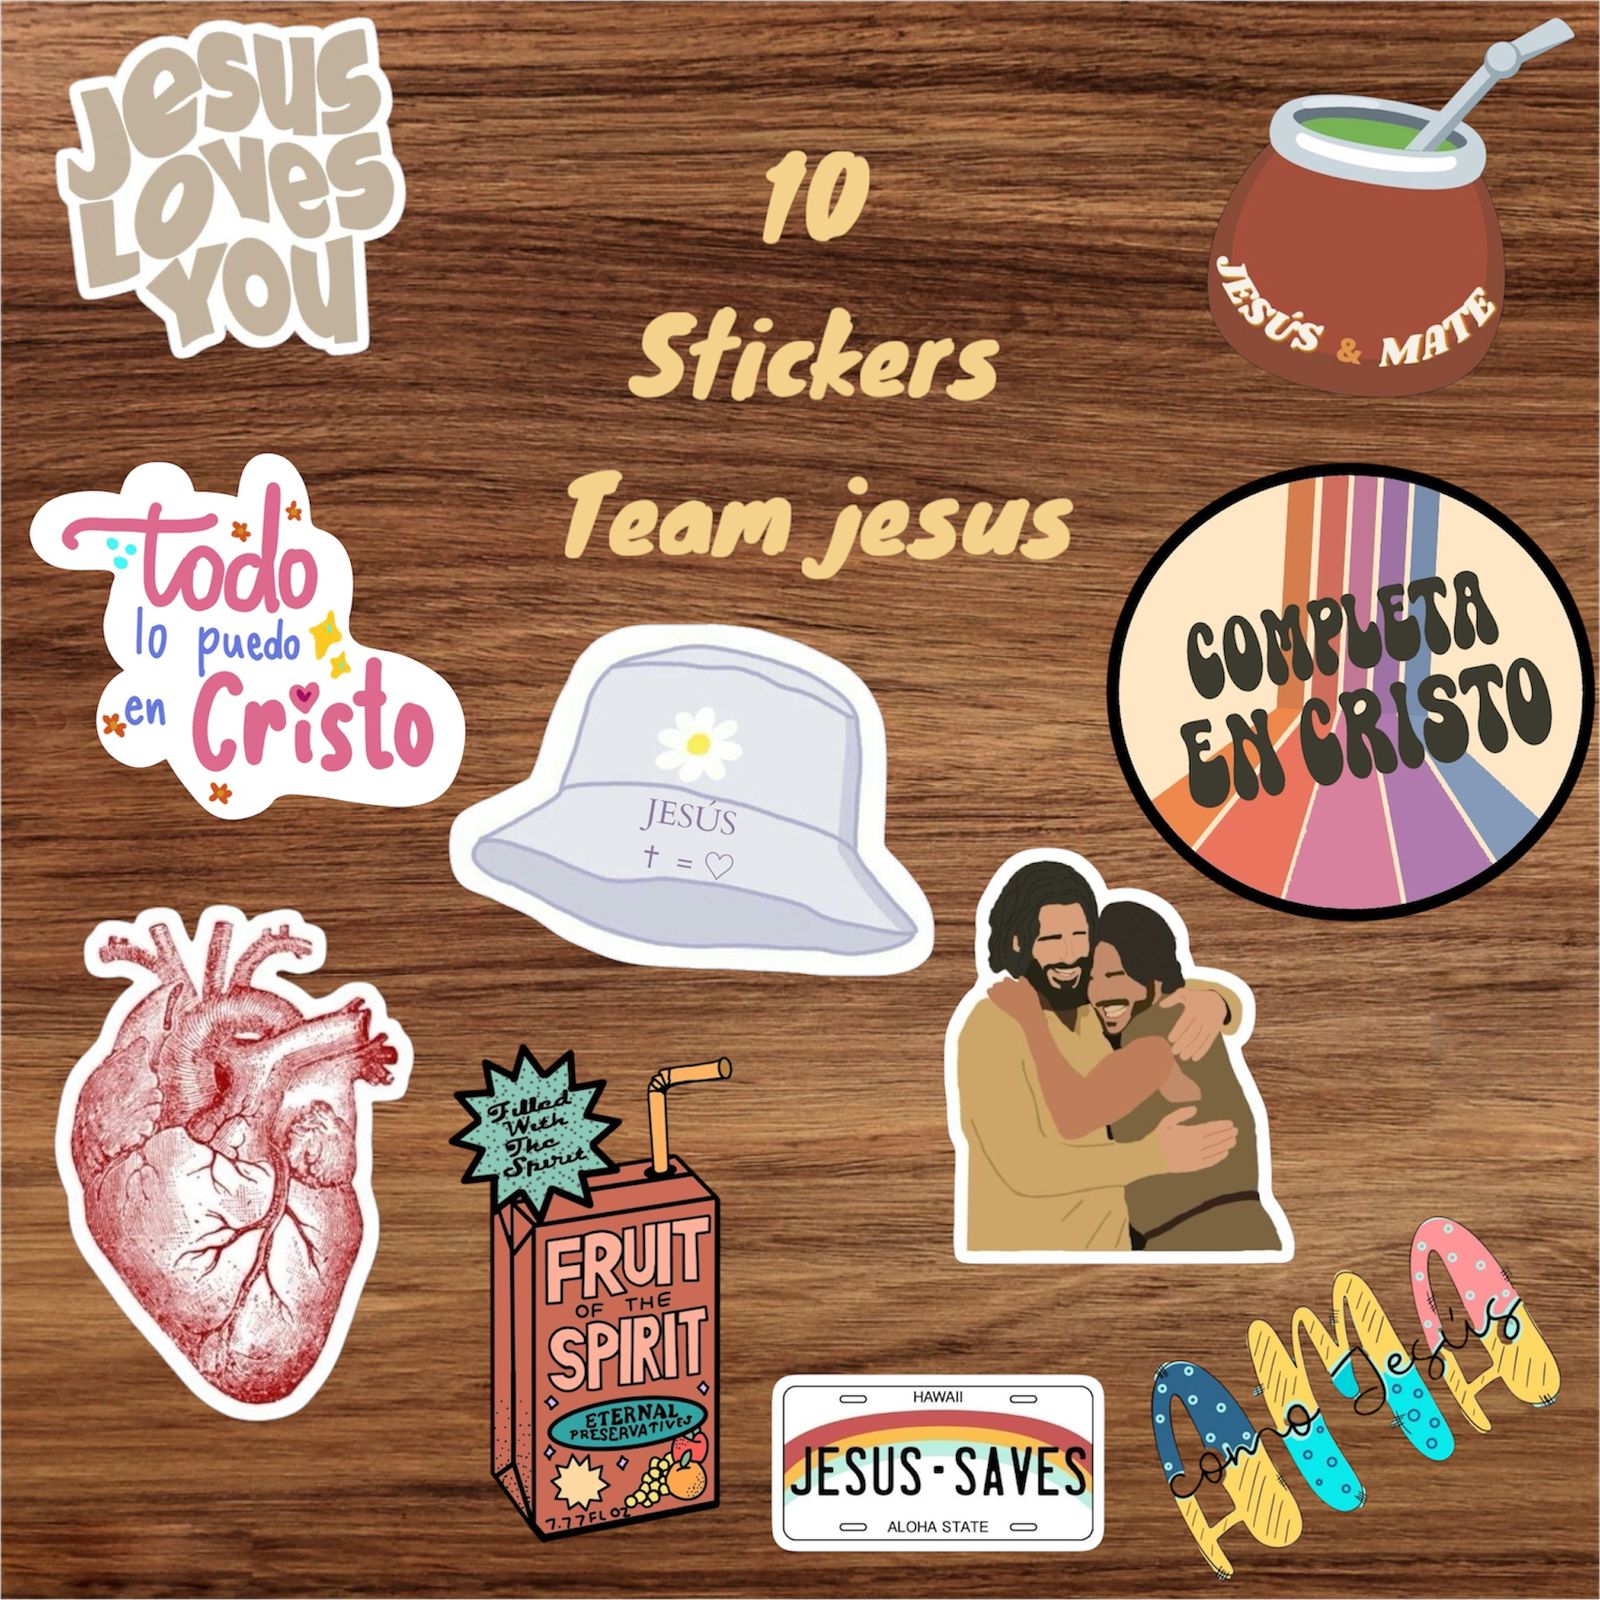 Jesus
Loves
You
10
Stickers
Team jesus
JESÚS & MATE
todo
lo puedo
en Cristo
COMPLETA
EN CRISTO
JESÚS
† = ♡
Filled
With
The
Spirit
FRUIT
OF THE
SPIRIT
ETERNAL
PRESERVATIVES
7.77FL OZ
HAWAII
JESUS-SAVES
ALOHA STATE
AMA
como Jesús